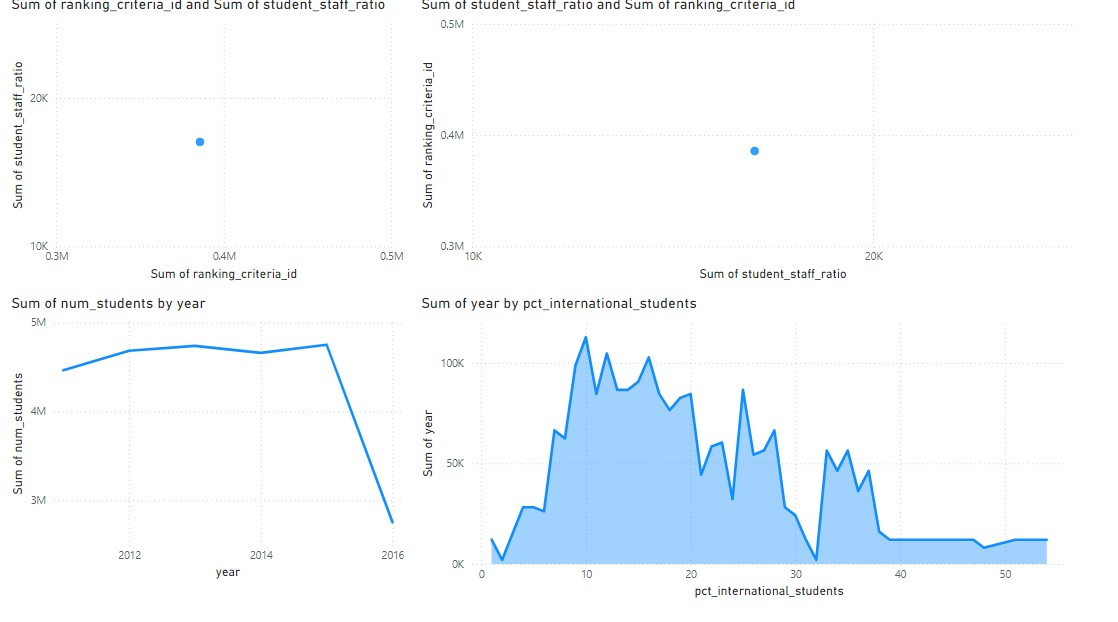 Sum of ranking_criteria_id and Sum of student_staff_ratio
Sum of student_staff_ratio
20K
10K
0.3M
0.4M
0.5M
Sum of ranking_criteria_id
Sum of student_staff_ratio and Sum of ranking_criteria_id
Sum of ranking_criteria_id
0.5M
0.4M
0.3M
10K
20K
Sum of student_staff_ratio
Sum of num_students by year
Sum of num_students
5M
4M
3M
2012
2014
2016
year
Sum of year by pct_international_students
Sum of year
100K
50K
0K
0
10
20
30
40
50
pct_international_students